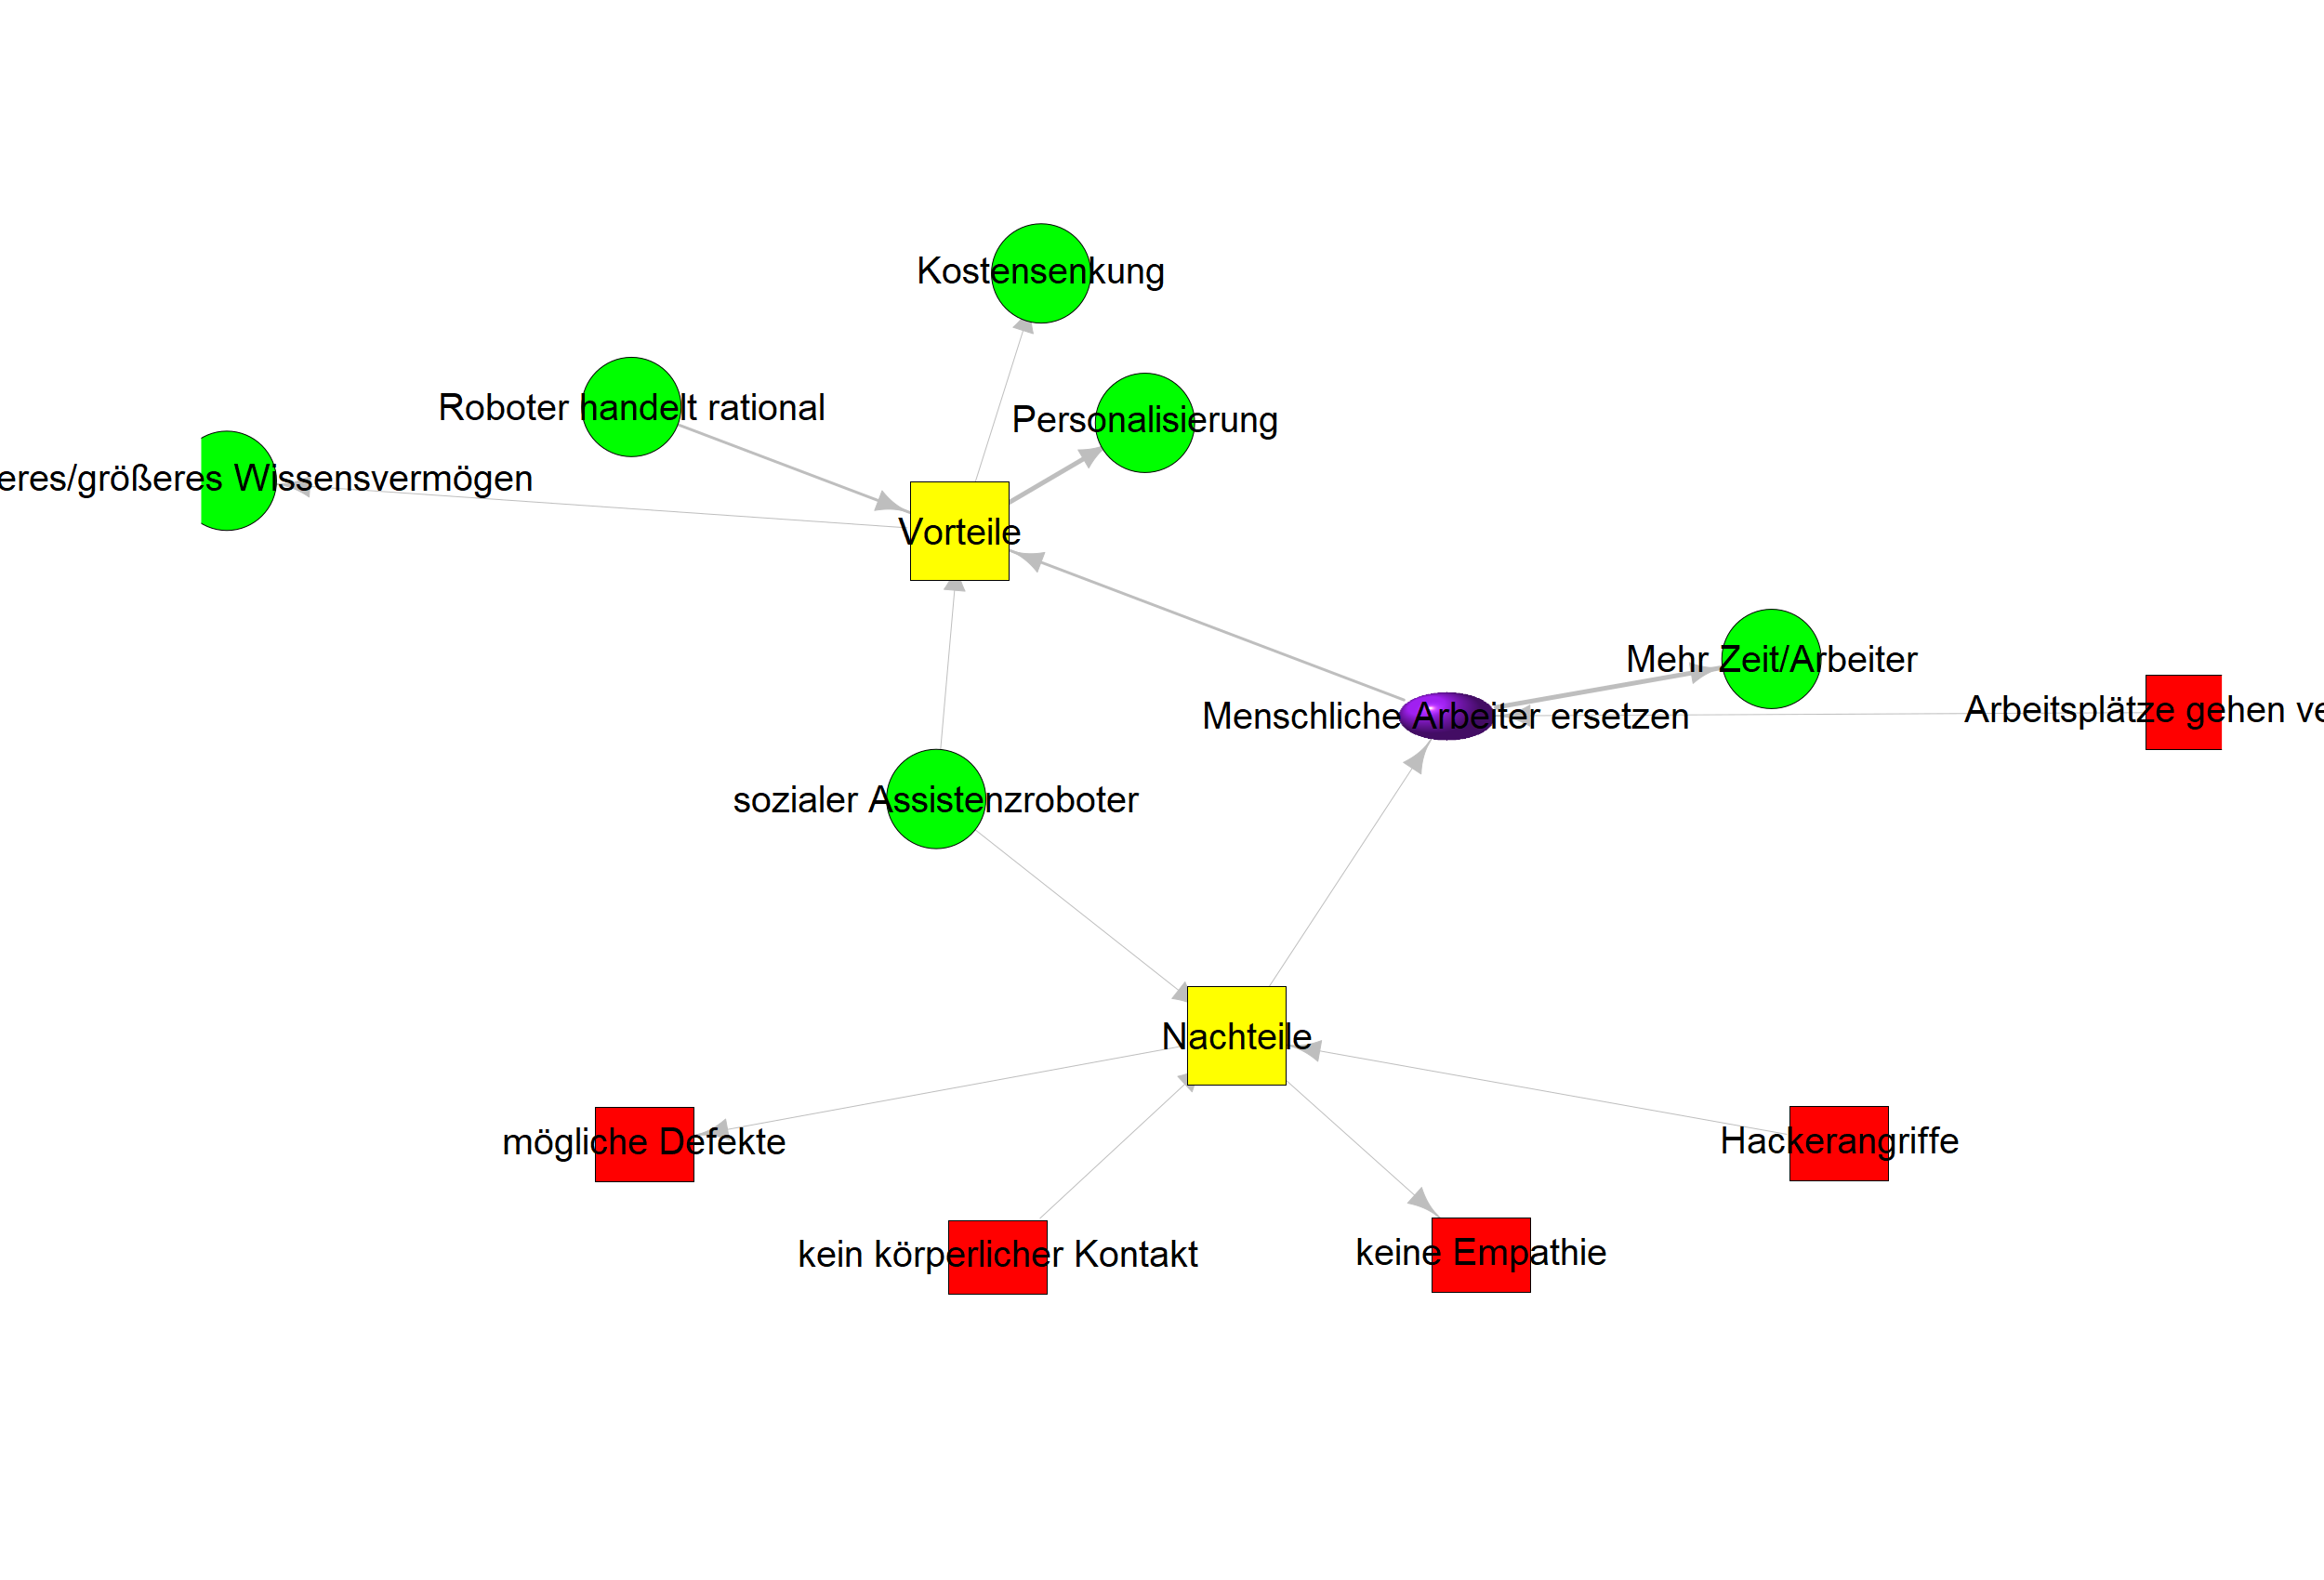 Kostensenkung
Roboter handelt rational
Personalisierung
eres/größeres Wissensvermögen
Vorteile
Mehr Zeit/Arbeiter
Arbeitsplätze gehen ve
Menschliche Arbeiter ersetzen
sozialer Assistenzroboter
Nachteile
mögliche Defekte
Hackerangriffe
kein körperlicher Kontakt
keine Empathie